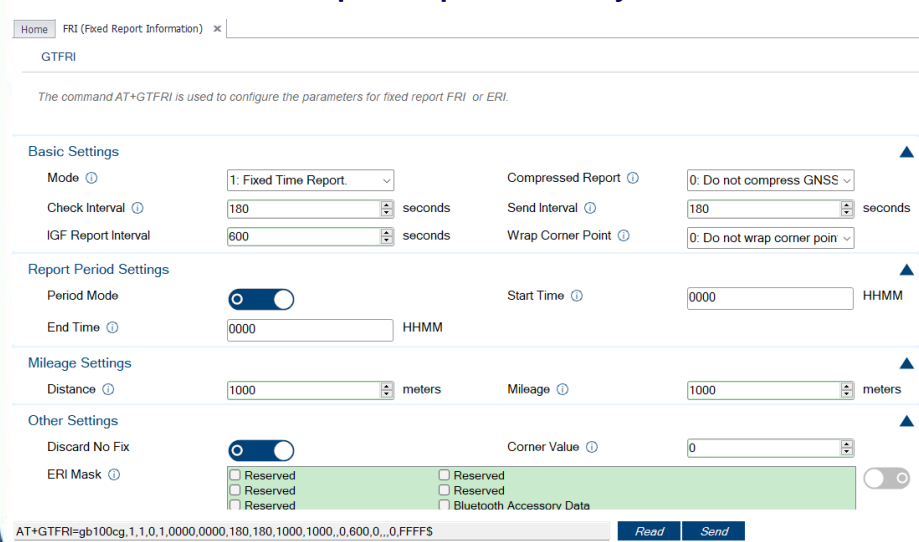 Home FRI (Fixed Report Information) ×
GTFRI
The command AT+GTFRI is used to configure the parameters for fixed report FRI or ERI.
Basic Settings
Mode 1: Fixed Time Report. Compressed Report 0: Do not compress GNSS
Check Interval 180 seconds Send Interval 180 seconds
IGF Report Interval 600 seconds Wrap Corner Point 0: Do not wrap corner poin
Report Period Settings
Period Mode Start Time 0000 HHMM
End Time 0000 HHMM
Mileage Settings
Distance 1000 meters Mileage 1000 meters
Other Settings
Discard No Fix Corner Value 0
ERI Mask Reserved Reserved
Reserved Reserved
Reserved Bluetooth Accessory Data
AT+GTFRI=gb100cg,1,1,0,1,0000,0000,180,180,1000,1000,,0,600,0,,,0,FFFF$ Read Send